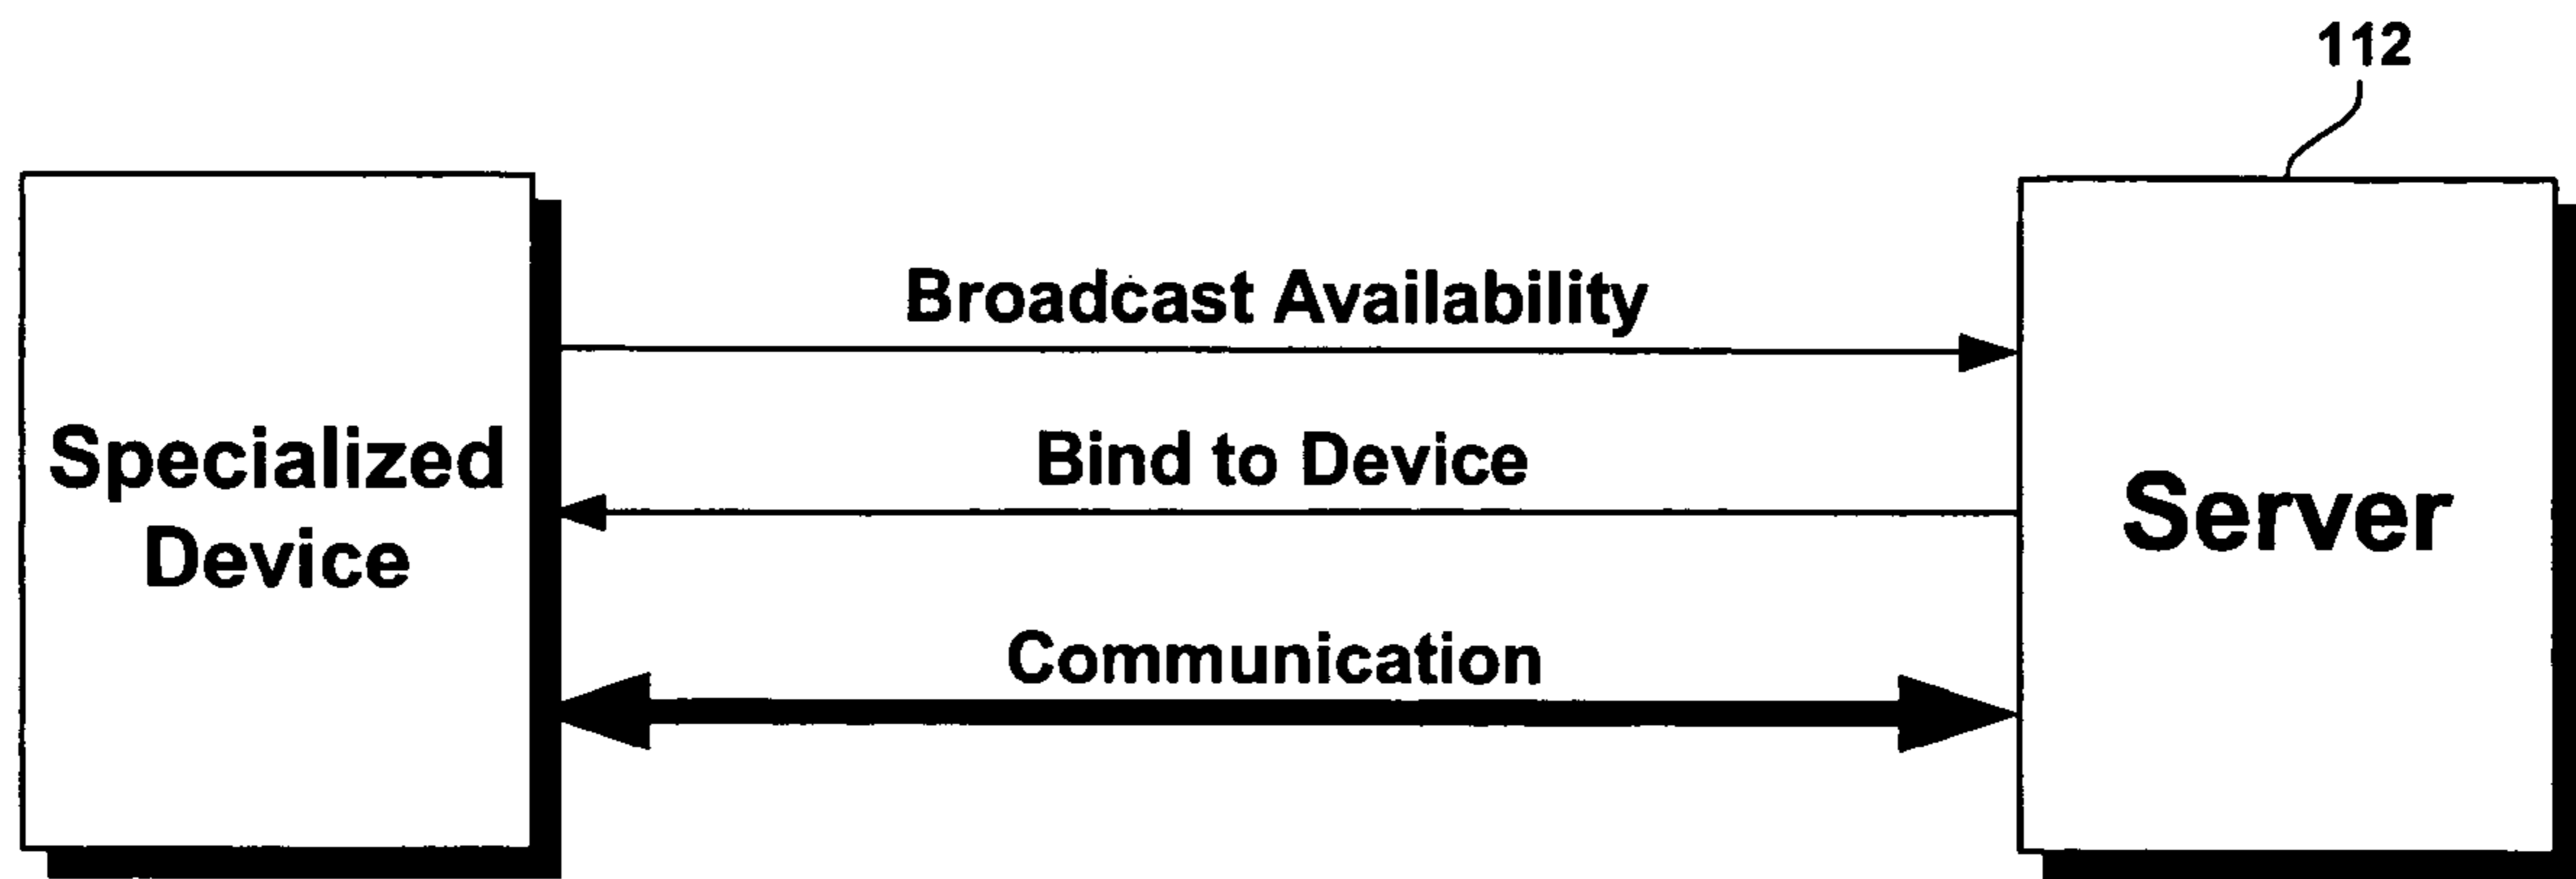 112
Broadcast Availability
Specialized
Device
Bind to Device
Server
Communication